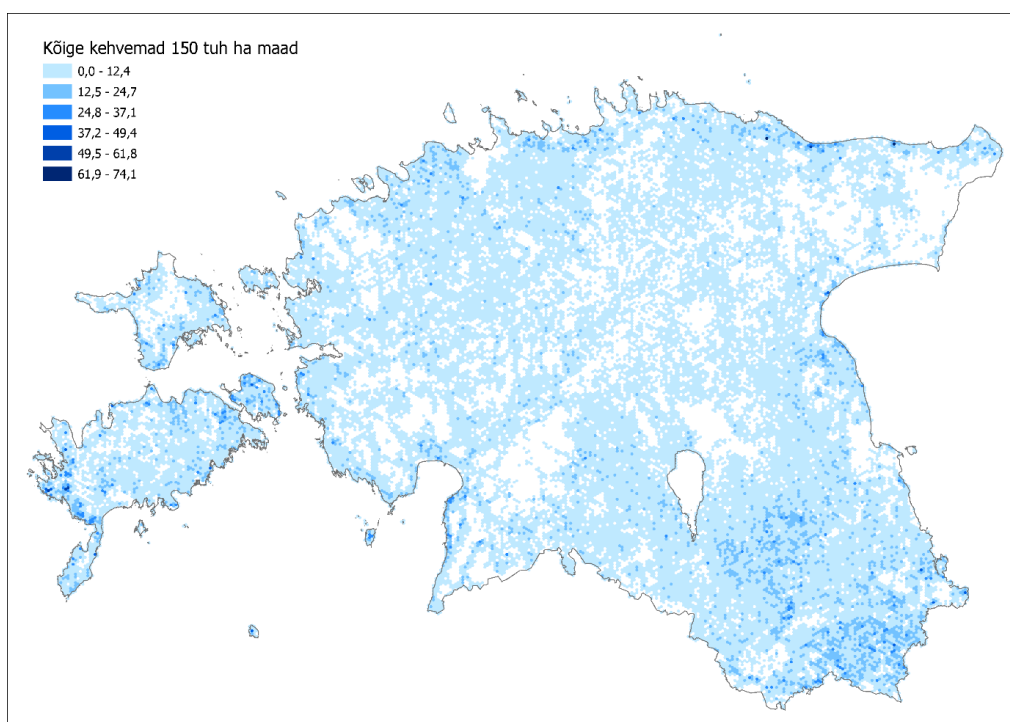 Kõige kehvemad 150 tuh ha maad
0,0 - 12,4
12,5 - 24,7
24,8 - 37,1
37,2 - 49,4
49,5 - 61,8
61,9 - 74,1